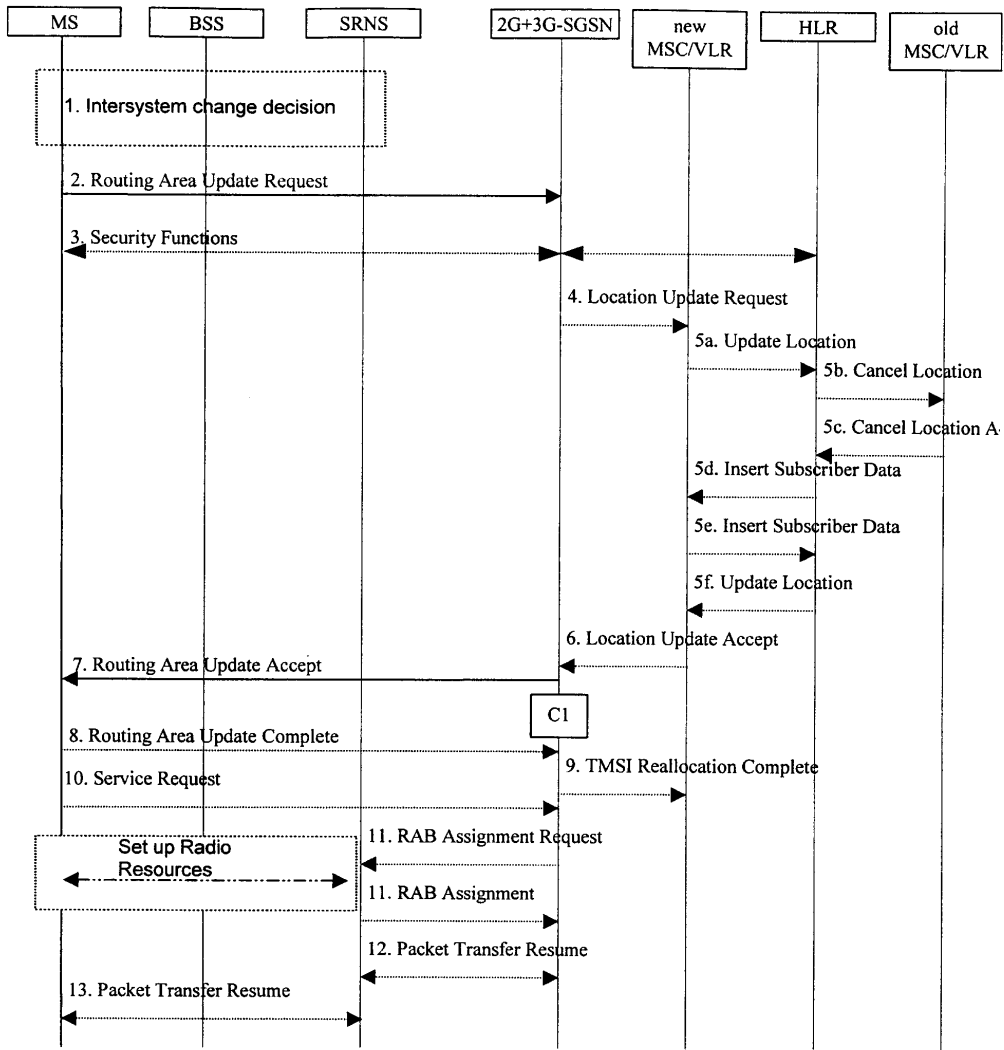 MS
BSS
SRNS
2G+3G-SGSN
new
MSC/VLR
HLR
old
MSC/VLR
1. Intersystem change decision
2. Routing Area Update Request
3. Security Functions
4. Location Update Request
5a. Update Location
5b. Cancel Location
5c. Cancel Location A
5d. Insert Subscriber Data
5e. Insert Subscriber Data
5f. Update Location
6. Location Update Accept
7. Routing Area Update Accept
C1
8. Routing Area Update Complete
9. TMSI Reallocation Complete
10. Service Request
11. RAB Assignment Request
Set up Radio
Resources
11. RAB Assignment
12. Packet Transfer Resume
13. Packet Transfer Resume